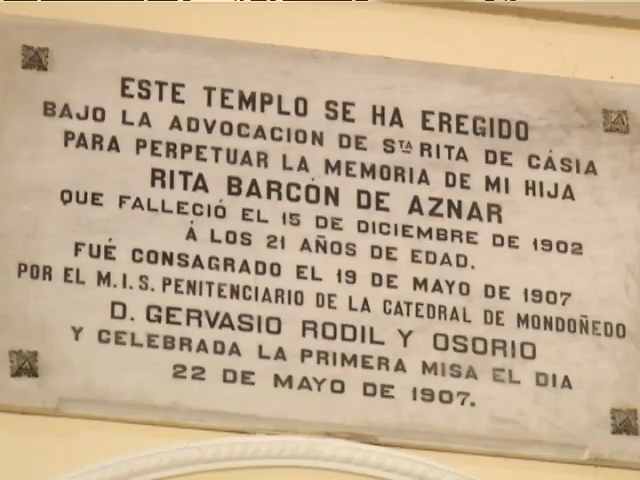 ESTE TEMPLO SE HA EREGIDO
BAJO LA ADVOCACION DE STA RITA DE CÁSIA
PARA PERPETUAR LA MEMORIA DE MI HIJA
RITA BARCÓN DE AZNAR
QUE FALLECIÓ EL 15 DE DICIEMBRE DE 1902
Á LOS 21 AÑOS DE EDAD.
FUÉ CONSAGRADO EL 19 DE MAYO DE 1907
POR EL M.I.S. PENITENCIARIO DE LA CATEDRAL DE MONDOÑEDO
D. GERVASIO RODIL Y OSORIO
Y CELEBRADA LA PRIMERA MISA EL DIA
22 DE MAYO DE 1907.